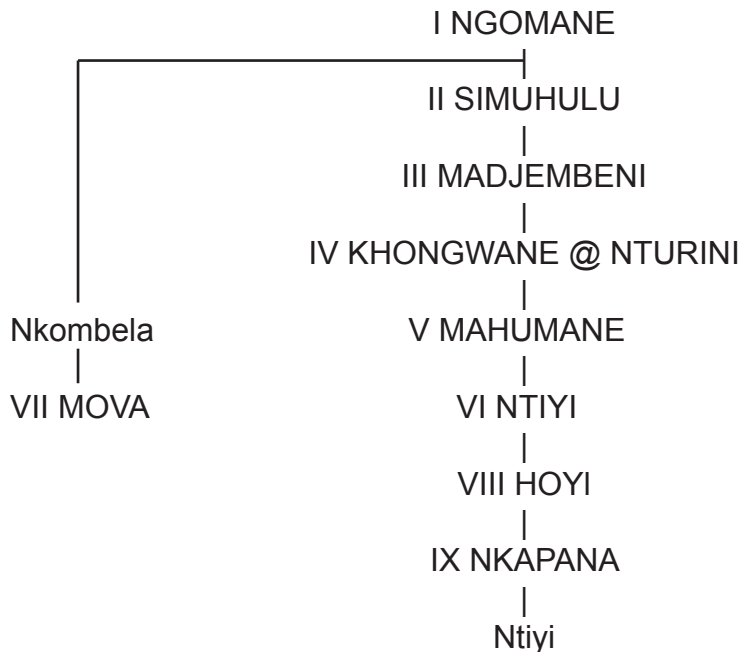 I NGOMANE
II SIMUHULU
III MADJEMBENI
IV KHONGWANE @ NTURINI
Nkombela
V MAHUMANE
VII MOVA
VI NTIYI
VIII HOYI
IX NKAPANA
Ntiyi